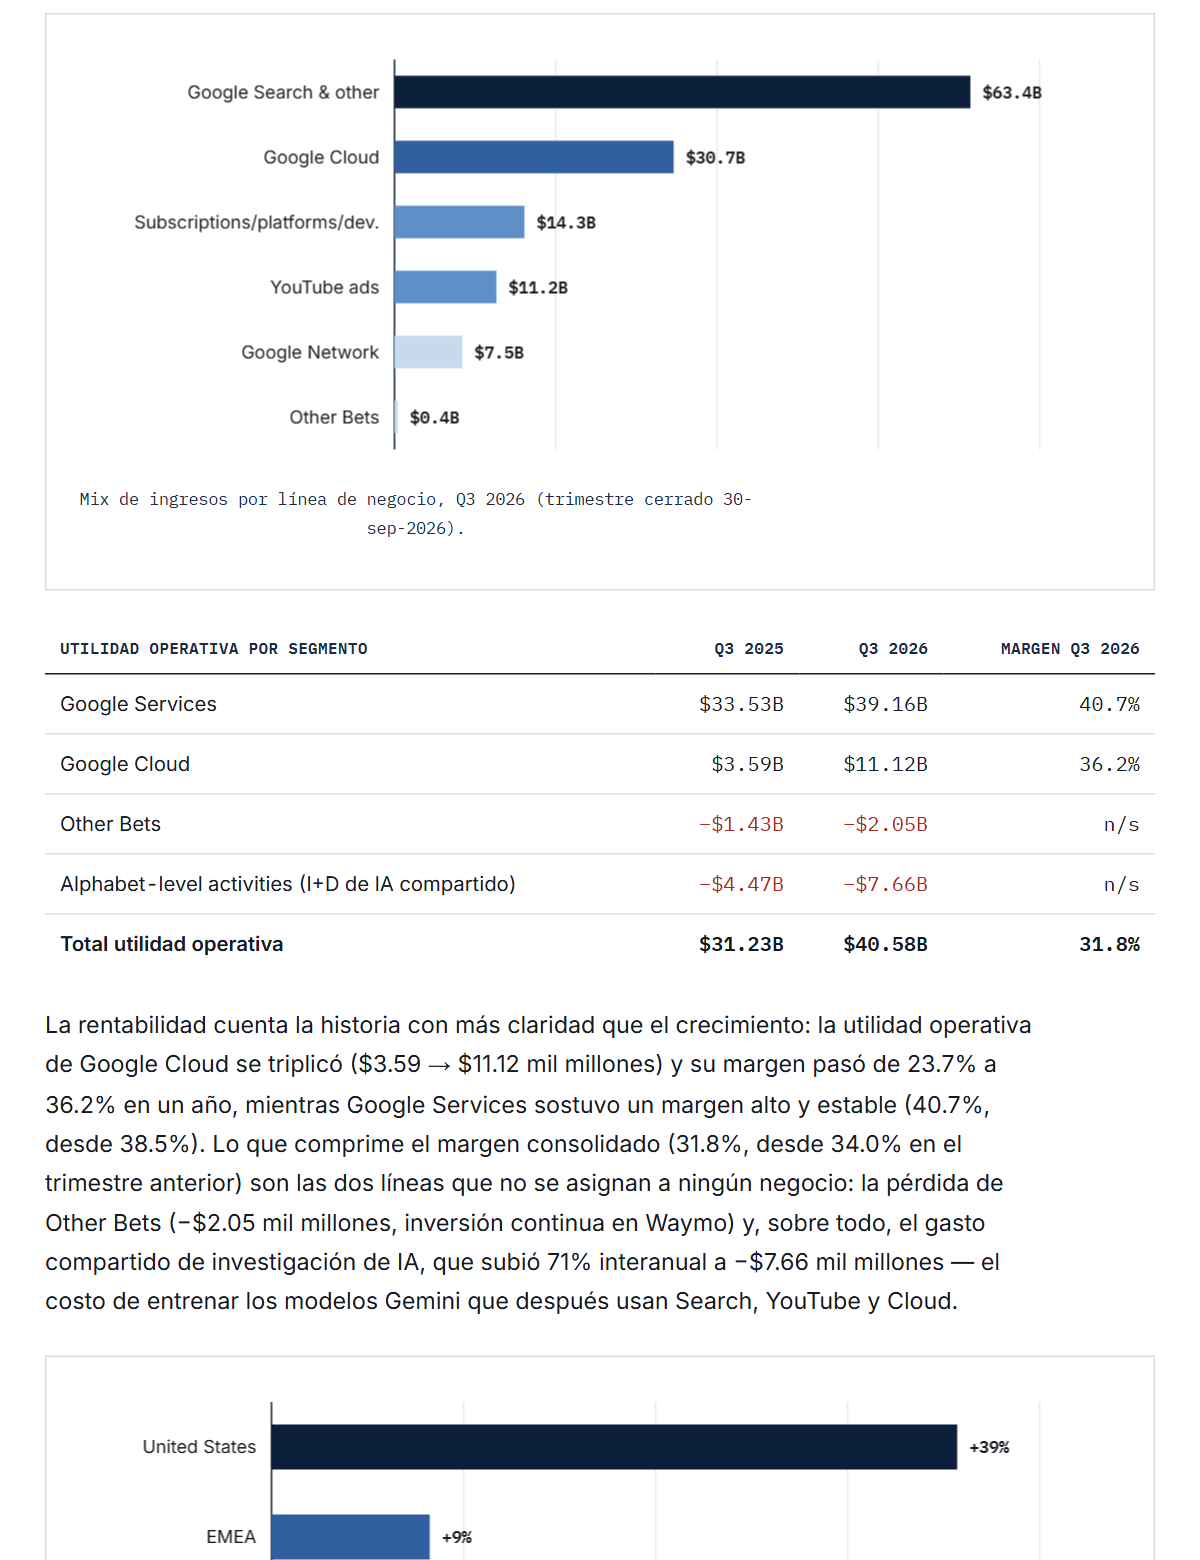 Google Search & other $63.4B
Google Cloud $30.7B
Subscriptions/platforms/dev. $14.3B
YouTube ads $11.2B
Google Network $7.5B
Other Bets $0.4B
Mix de ingresos por línea de negocio, Q3 2026 (trimestre cerrado 30-
sep-2026).
UTILIDAD OPERATIVA POR SEGMENTO Q3 2025 Q3 2026 MARGEN Q3 2026
Google Services $33.53B $39.16B 40.7%
Google Cloud $3.59B $11.12B 36.2%
Other Bets −$1.43B −$2.05B n/s
Alphabet-level activities (I+D de IA compartido) −$4.47B −$7.66B n/s
Total utilidad operativa $31.23B $40.58B 31.8%
La rentabilidad cuenta la historia con más claridad que el crecimiento: la utilidad operativa
de Google Cloud se triplicó ($3.59 → $11.12 mil millones) y su margen pasó de 23.7% a
36.2% en un año, mientras Google Services sostuvo un margen alto y estable (40.7%,
desde 38.5%). Lo que comprime el margen consolidado (31.8%, desde 34.0% en el
trimestre anterior) son las dos líneas que no se asignan a ningún negocio: la pérdida de
Other Bets (−$2.05 mil millones, inversión continua en Waymo) y, sobre todo, el gasto
compartido de investigación de IA, que subió 71% interanual a −$7.66 mil millones — el
costo de entrenar los modelos Gemini que después usan Search, YouTube y Cloud.
United States +39%
EMEA +9%